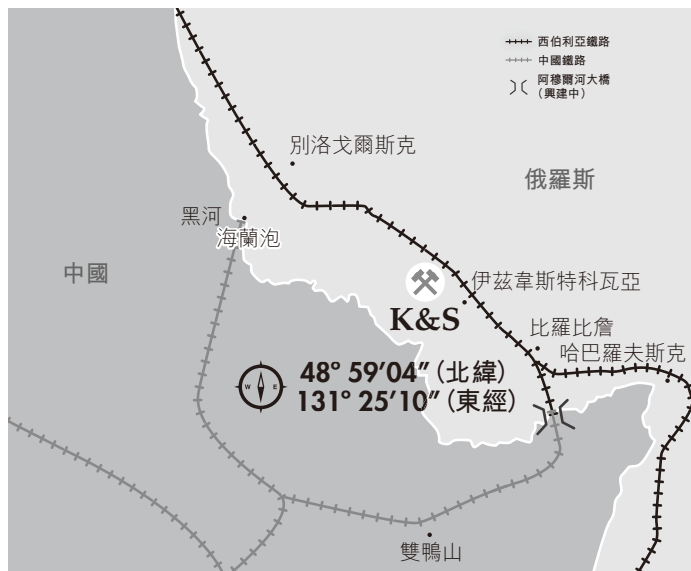 西伯利亞鐵路
中國鐵路
阿穆爾河大橋
（興建中）
別洛戈爾斯克
俄羅斯
黑河
海蘭泡
中國
伊茲韋斯特科瓦亞
K&S
比羅比詹
哈巴羅夫斯克
W E
48° 59′04″ (北緯)
131° 25′10″ (東經)
雙鴨山